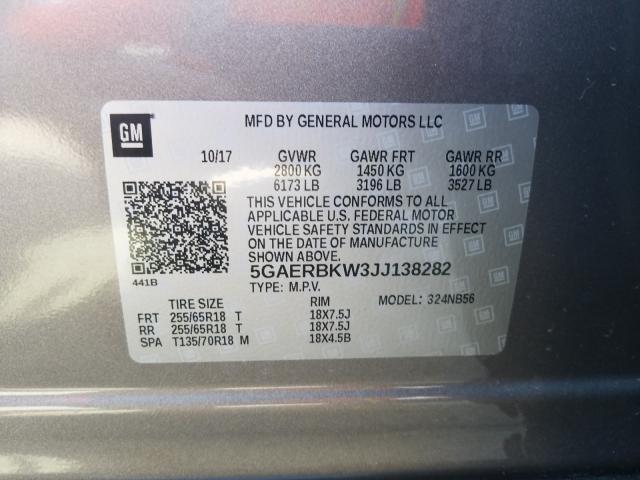 GM
MFD BY GENERAL MOTORS LLC
10/17 GVWR GAWR FRT GAWR RR
2800 KG 1450 KG 1600 KG
6173 LB 3196 LB 3527 LB
THIS VEHICLE CONFORMS TO ALL
APPLICABLE U.S. FEDERAL MOTOR
VEHICLE SAFETY STANDARDS IN EFFECT
ON THE DATE OF MANUFACTURE
SHOWN ABOVE.
5GAERBKW3JJ138282
441B
TYPE: M.P.V.
TIRE SIZE RIM MODEL: 324NB56
FRT 255/65R18 T 18X7.5J
RR 255/65R18 T 18X7.5J
SPA T135/70R18 M 18X4.5B